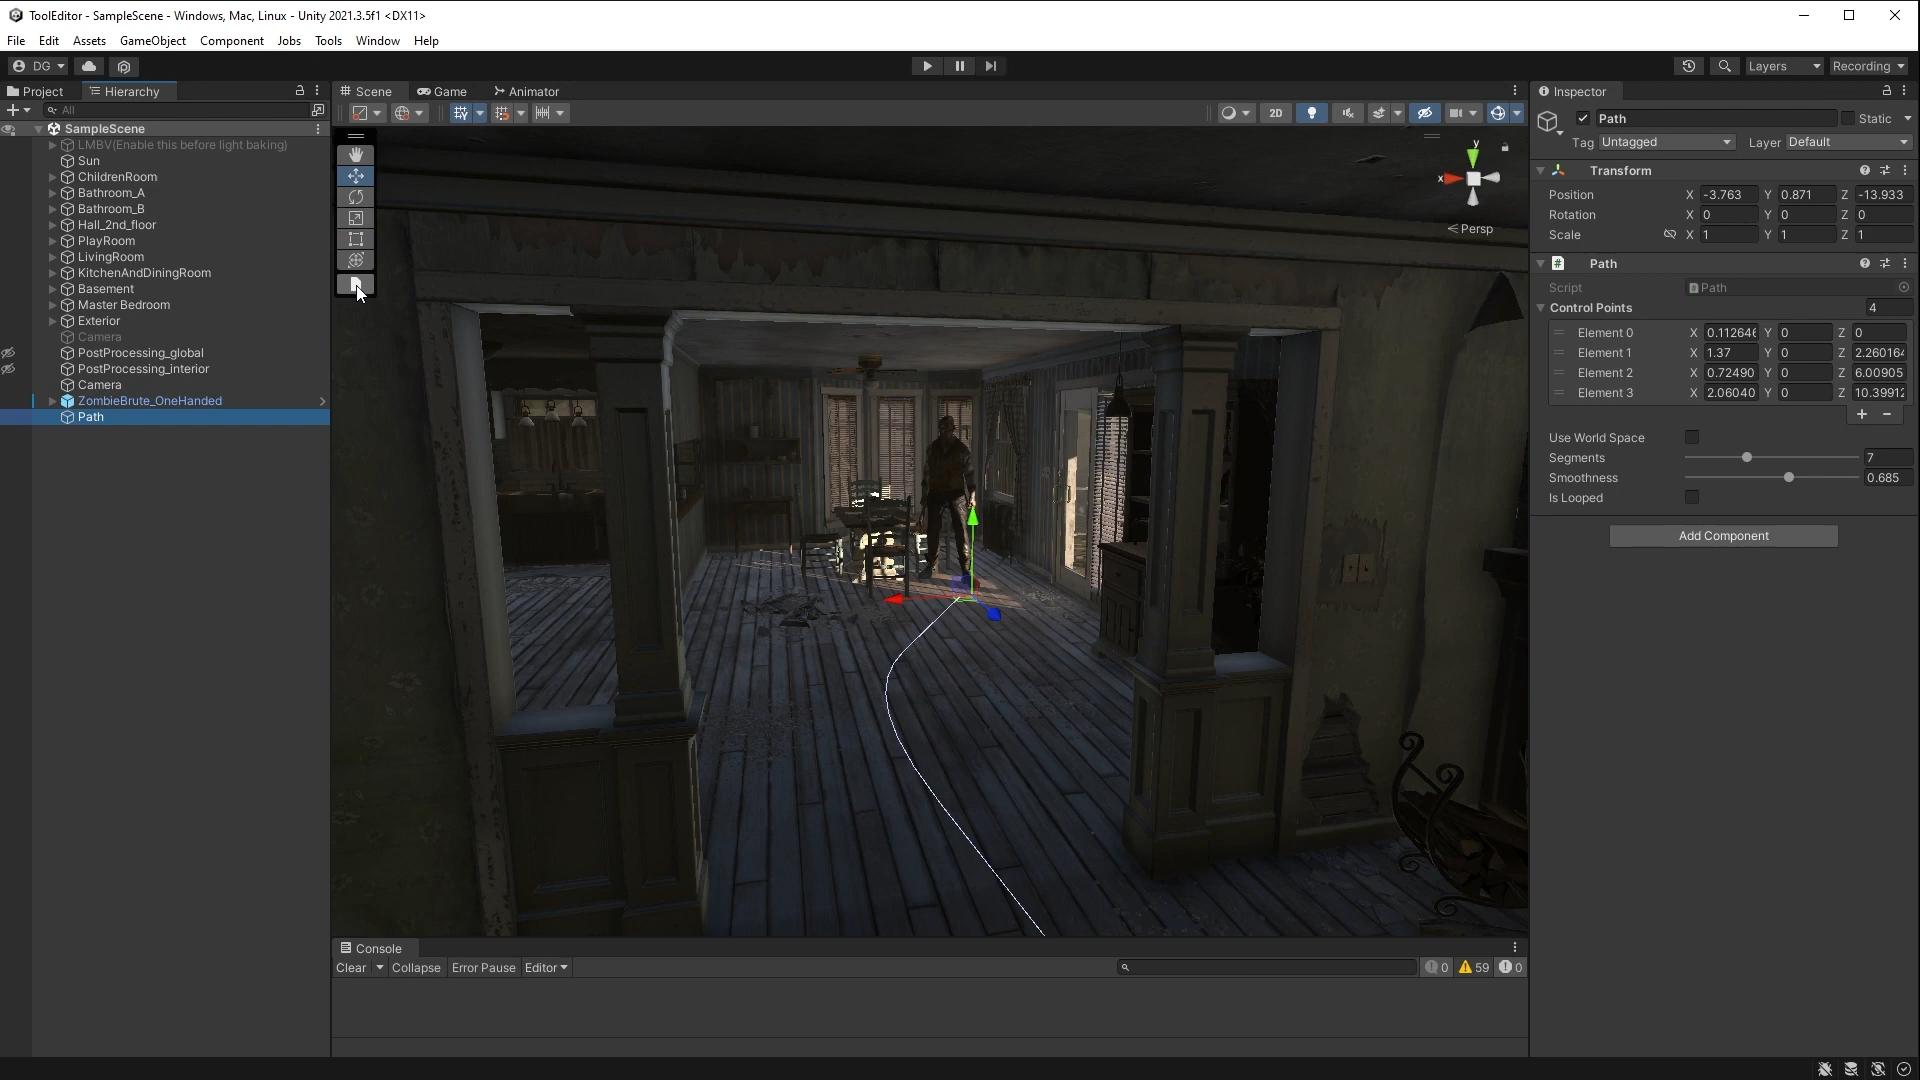 ToolEditor - SampleScene - Windows, Mac, Linux - Unity 2021.3.5f1 <DX11>
File Edit Assets GameObject Component Jobs Tools Window Help
DG
Layers
Recording
Project
Hierarchy
Scene
Game
Animator
Inspector
All
2D
SampleScene
LMBV(Enable this before light baking)
Sun
ChildrenRoom
Bathroom_A
Bathroom_B
Hall_2nd_floor
PlayRoom
LivingRoom
KitchenAndDiningRoom
Basement
Master Bedroom
Exterior
Camera
PostProcessing_global
PostProcessing_interior
Camera
ZombieBrute_OneHanded
Path
y
x
Persp
Path
Static
Tag Untagged Layer Default
Transform
Position X -3.763 Y 0.871 Z -13.933
Rotation X 0 Y 0 Z 0
Scale X 1 Y 1 Z 1
# Path
Script # Path
Control Points 4
Element 0 X 0.112646 Y 0 Z 0
Element 1 X 1.37 Y 0 Z 2.260164
Element 2 X 0.72490 Y 0 Z 6.00905
Element 3 X 2.06040 Y 0 Z 10.39912
Use World Space
Segments 7
Smoothness 0.685
Is Looped
Add Component
Console
Clear Collapse Error Pause Editor
0 59 0